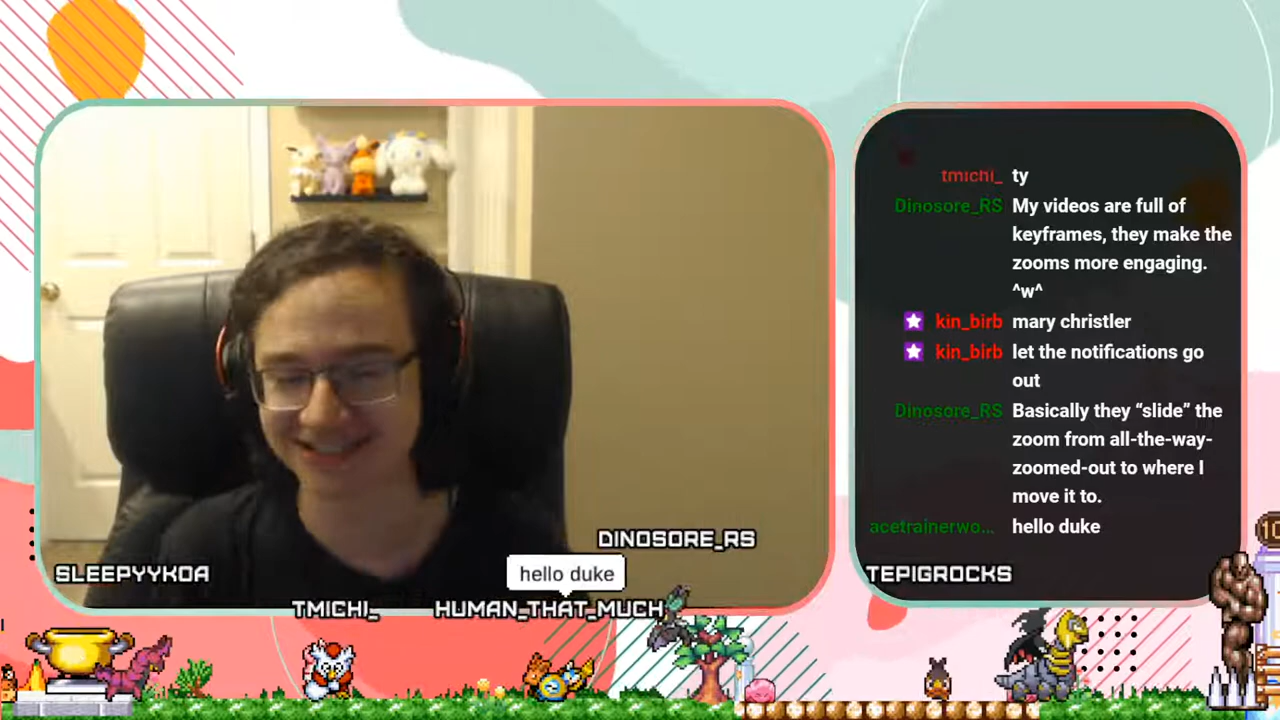 tmichi_ ty
Dinosore_RS My videos are full of
keyframes, they make the
zooms more engaging.
^w^
kin_birb mary christler
kin_birb let the notifications go
out
Dinosore_RS Basically they “slide” the
zoom from all-the-way-
zoomed-out to where I
move it to.
acetrainerwo... hello duke
DINOSORE_RS
hello duke
SLEEPYYKOA
TEPIGROCKS
TMICHI_
HUMAN_THAT_MUCH
10